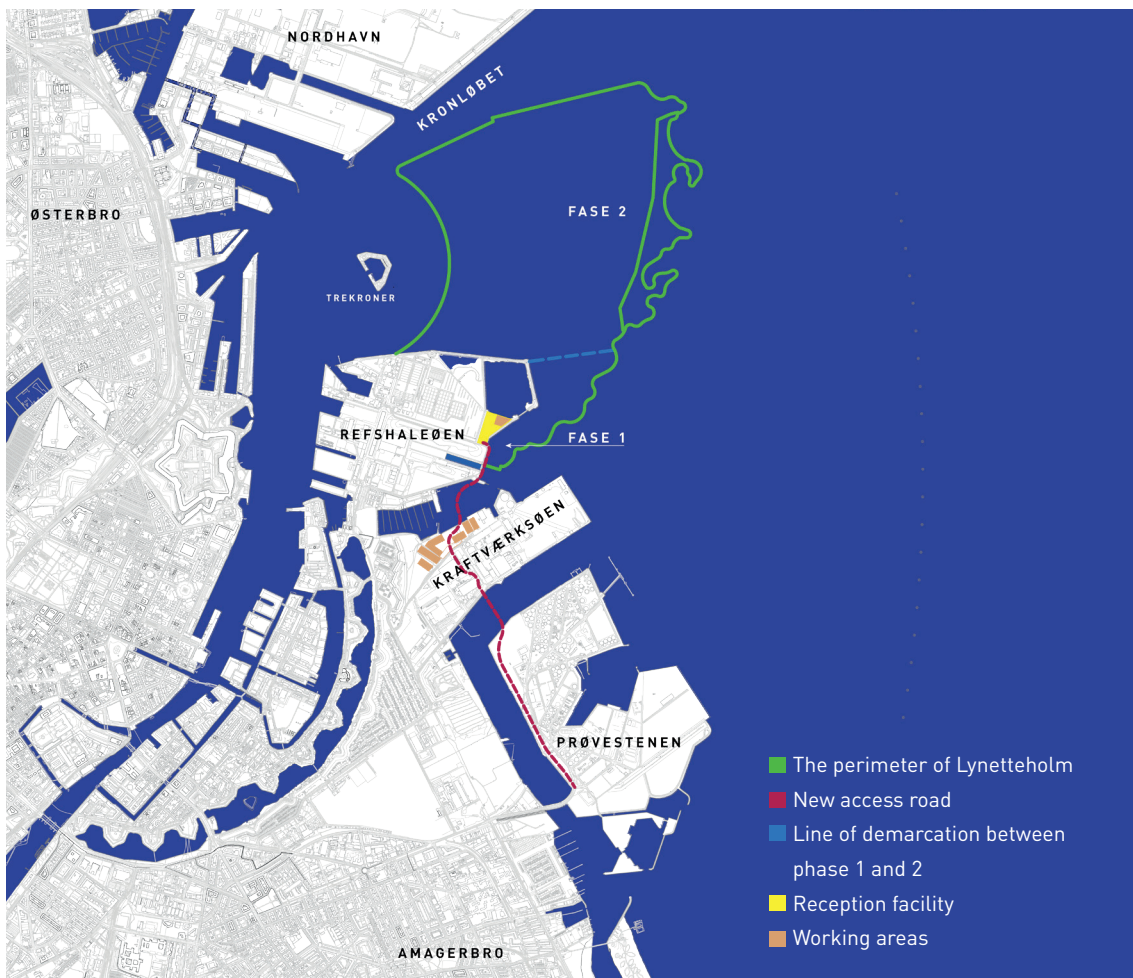 NORDHAVN
KRONLØBET
ØSTERBRO
FASE 2
TREKRONER
REFSHALEØEN
FASE 1
KRAFTVÆRKSØEN
PRØVESTENEN
The perimeter of Lynetteholm
New access road
Line of demarcation between
phase 1 and 2
Reception facility
Working areas
AMAGERBRO